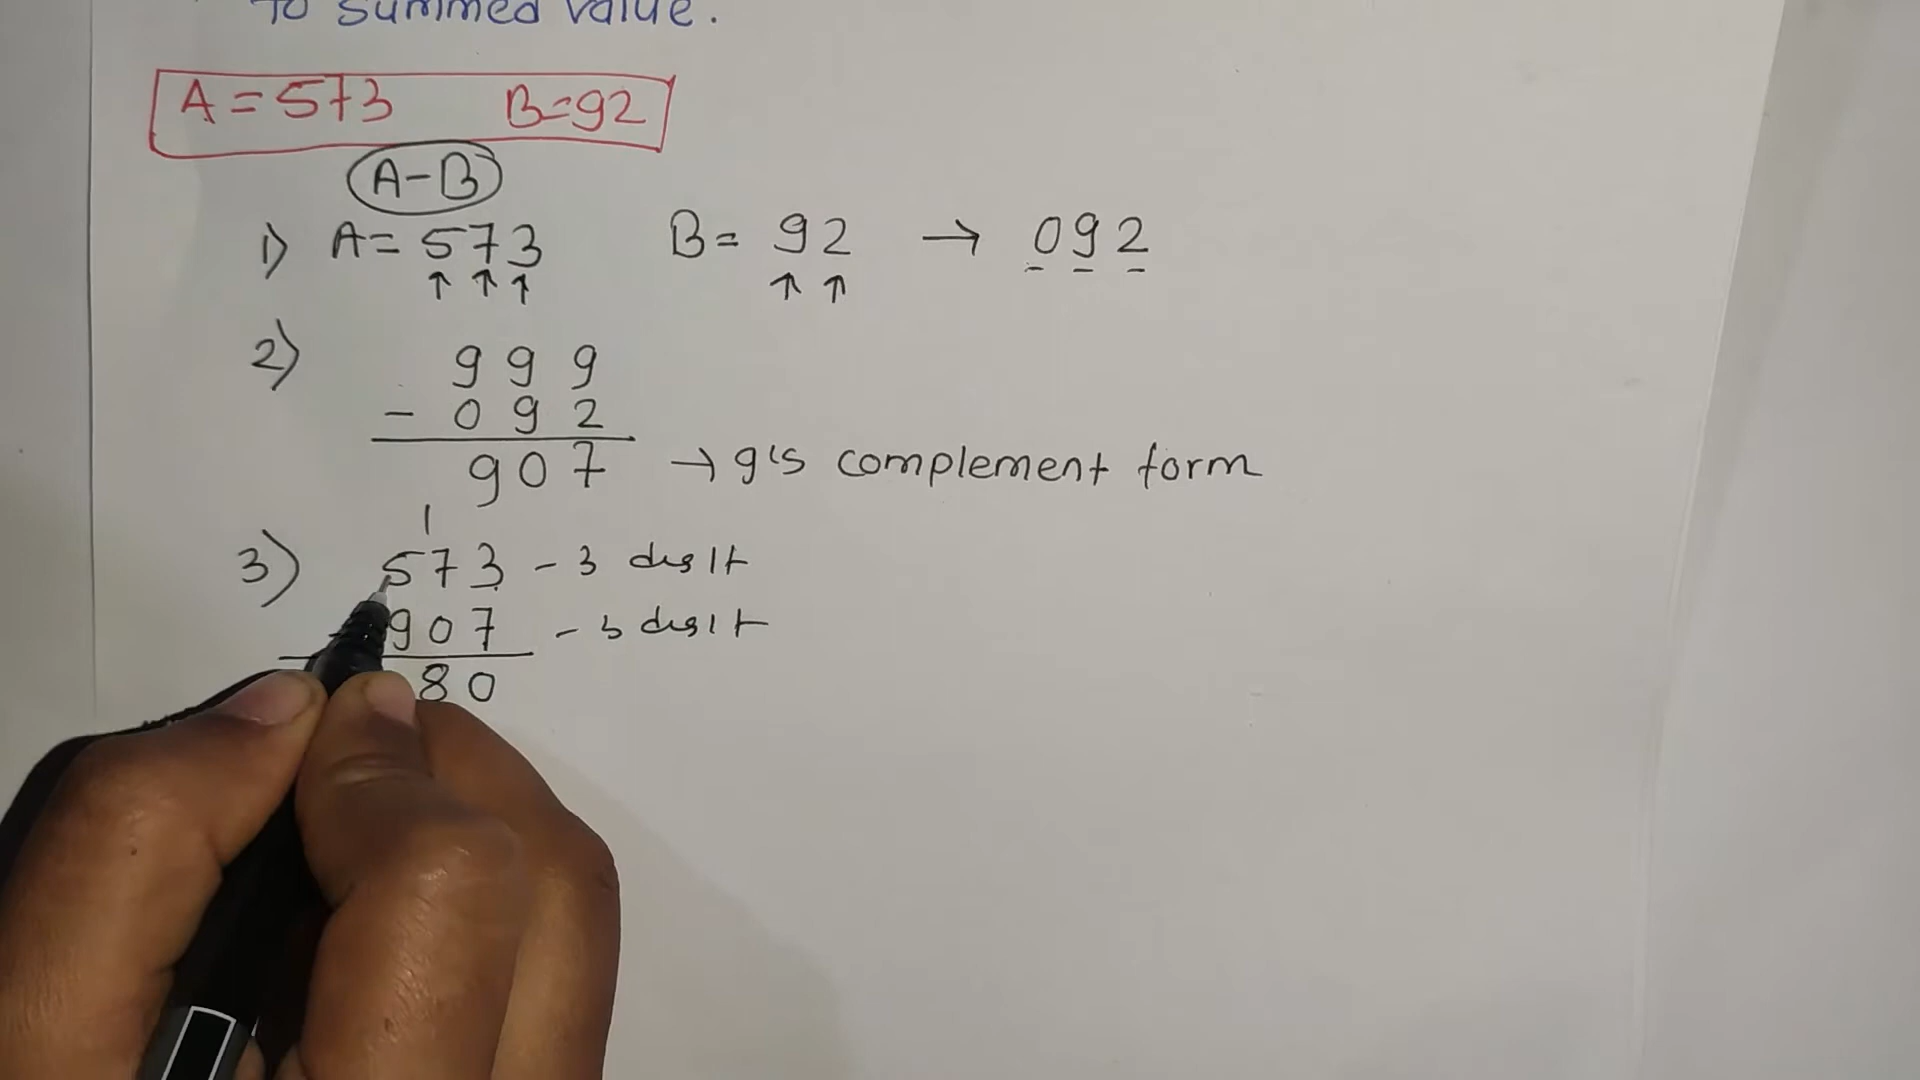 To summed value.
A = 573 B=92
A-B
1) A= 573 B= 92 → 092
2) 999
- 092
907 → 9's complement form
3) 1
573 - 3 digit
907 - 3 digit
80